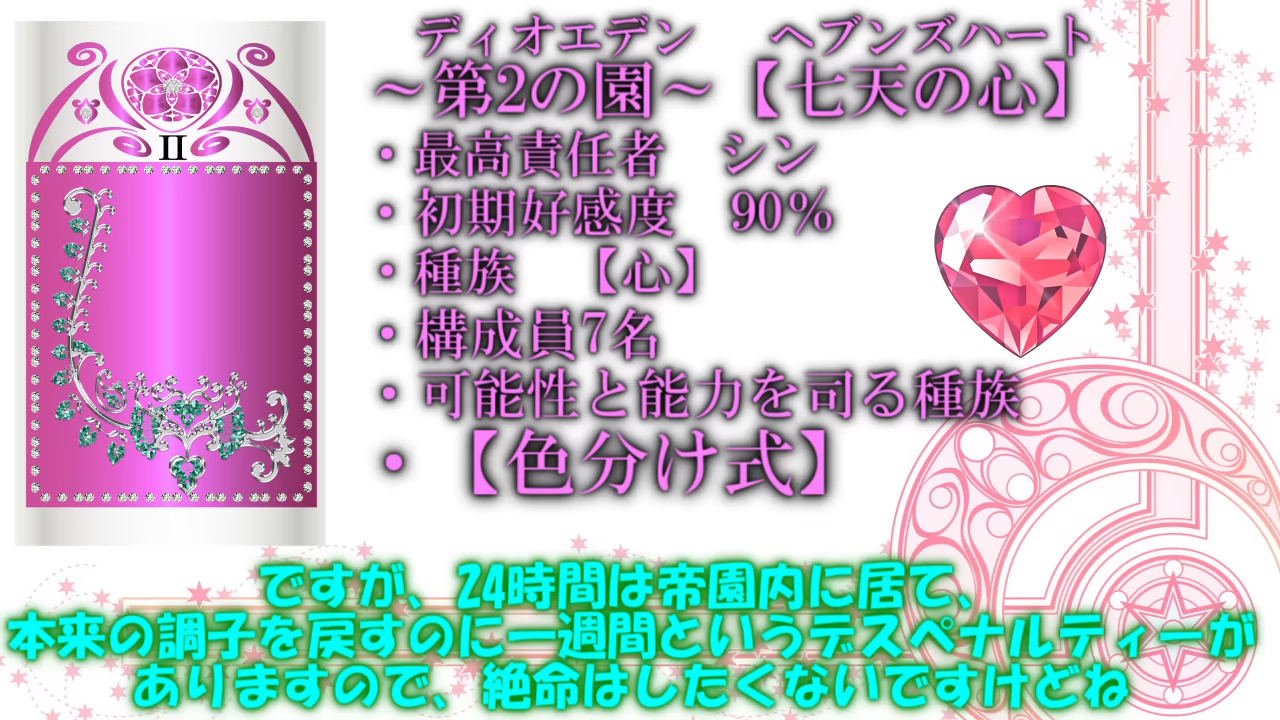 ディオエデン ヘブンズハート
～第2の園～【七天の心】
・最高責任者 シン
・初期好感度 90％
・種族 【心】
・構成員7名
・可能性と能力を司る種族
・【色分け式】
II
ですが、24時間は帝園内に居て、
本来の調子を戻すのに一週間というデスペナルティーが
ありますので、絶命はしたくないですけどね